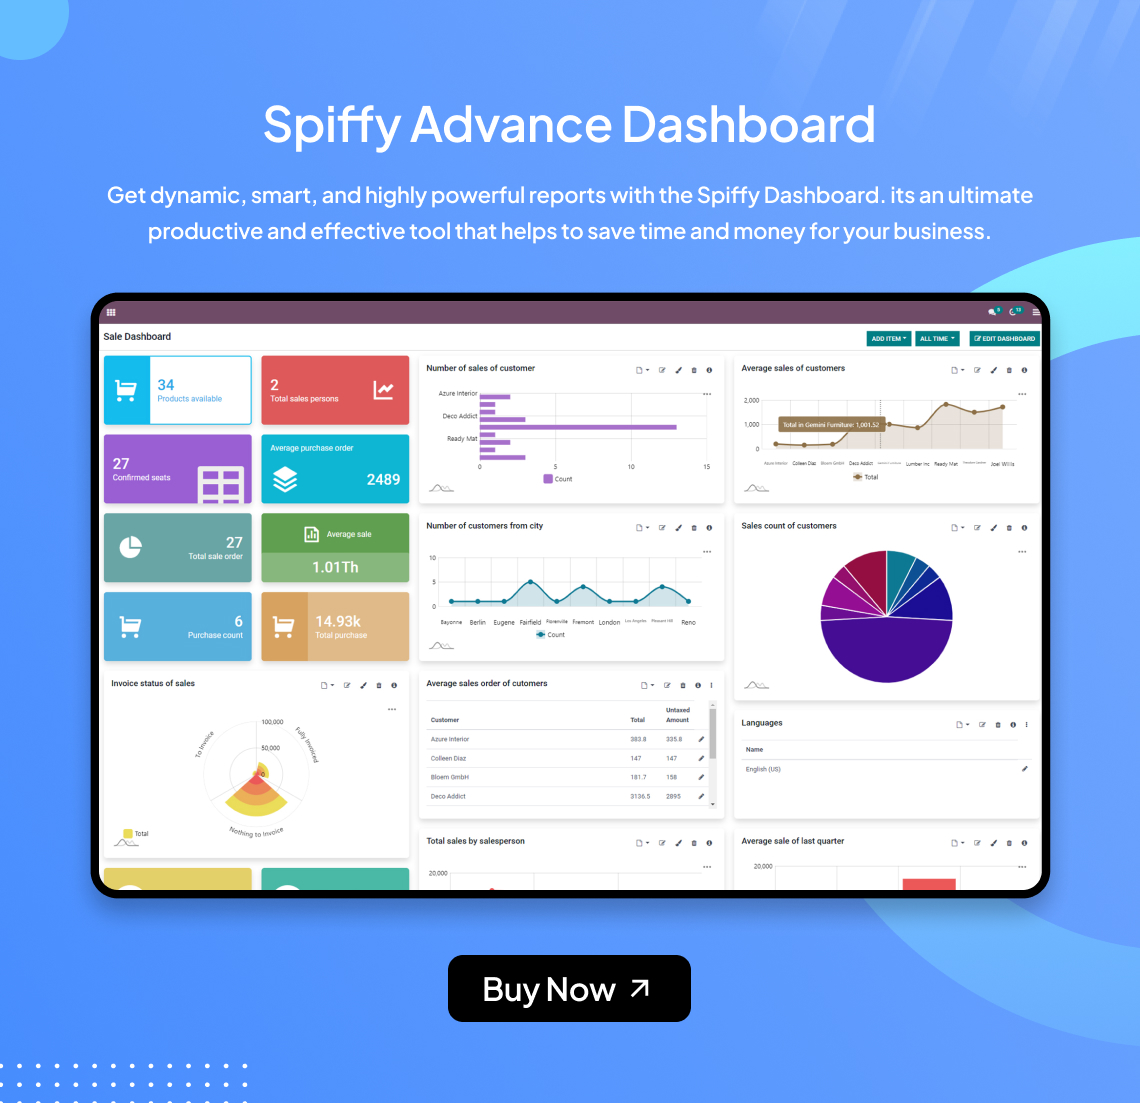 Spiffy Advance Dashboard
Get dynamic, smart, and highly powerful reports with the Spiffy Dashboard. its an ultimate
productive and effective tool that helps to save time and money for your business.
5 13
Sale Dashboard
ADD ITEM ALL TIME EDIT DASHBOARD
34
Products available
2
Total sales persons
27
Confirmed seats
Average purchase order
2489
27
Total sale order
Average sale
1.01Th
6
Purchase count
14.93k
Total purchase
Number of sales of customer
Azure Interior
Deco Addict
Ready Mat
0 5 10 15
Count
Average sales of customers
2,000
1,000
0
Total in Gemini Furniture: 1,001.52
Azure Interior Colleen Diaz Bloem GmbH Deco Addict Gemini Furniture Lumber Inc Ready Mat Joel Willis
Total
Number of customers from city
10
5
0
Bayonne Berlin Eugene Fairfield Florenville Fremont London Los Angeles Pleasant Hill Reno
Count
Sales count of customers
Invoice status of sales
100,000
50,000
0
To Invoice
Fully Invoiced
Nothing to Invoice
Total
Average sales order of cutomers
Customer Total Untaxed Amount
Azure Interior 383.8 335.8
Colleen Diaz 147 147
Bloem GmbH 181.7 158
Deco Addict 3136.5 2895
Languages
Name
English (US)
Total sales by salesperson
20,000
Average sale of last quarter
20,000
Buy Now